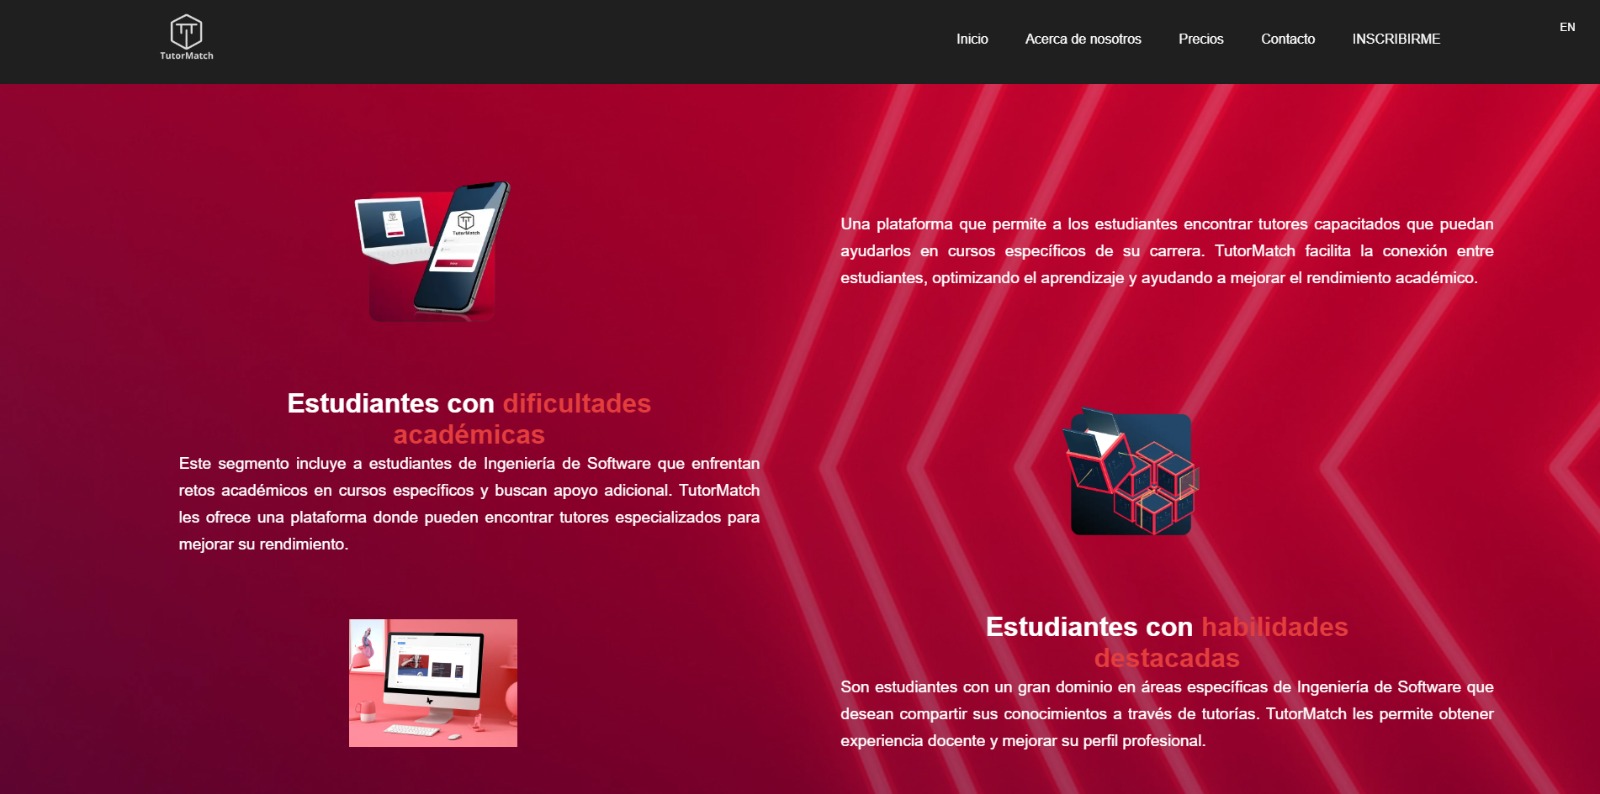 TutorMatch
Inicio
Acerca de nosotros
Precios
Contacto
INSCRIBIRME
EN
TutorMatch
Una plataforma que permite a los estudiantes encontrar tutores capacitados que puedan
ayudarlos en cursos específicos de su carrera. TutorMatch facilita la conexión entre
estudiantes, optimizando el aprendizaje y ayudando a mejorar el rendimiento académico.
Estudiantes con dificultades
académicas
Este segmento incluye a estudiantes de Ingeniería de Software que enfrentan
retos académicos en cursos específicos y buscan apoyo adicional. TutorMatch
les ofrece una plataforma donde pueden encontrar tutores especializados para
mejorar su rendimiento.
Estudiantes con habilidades
destacadas
Son estudiantes con un gran dominio en áreas específicas de Ingeniería de Software que
desean compartir sus conocimientos a través de tutorías. TutorMatch les permite obtener
experiencia docente y mejorar su perfil profesional.